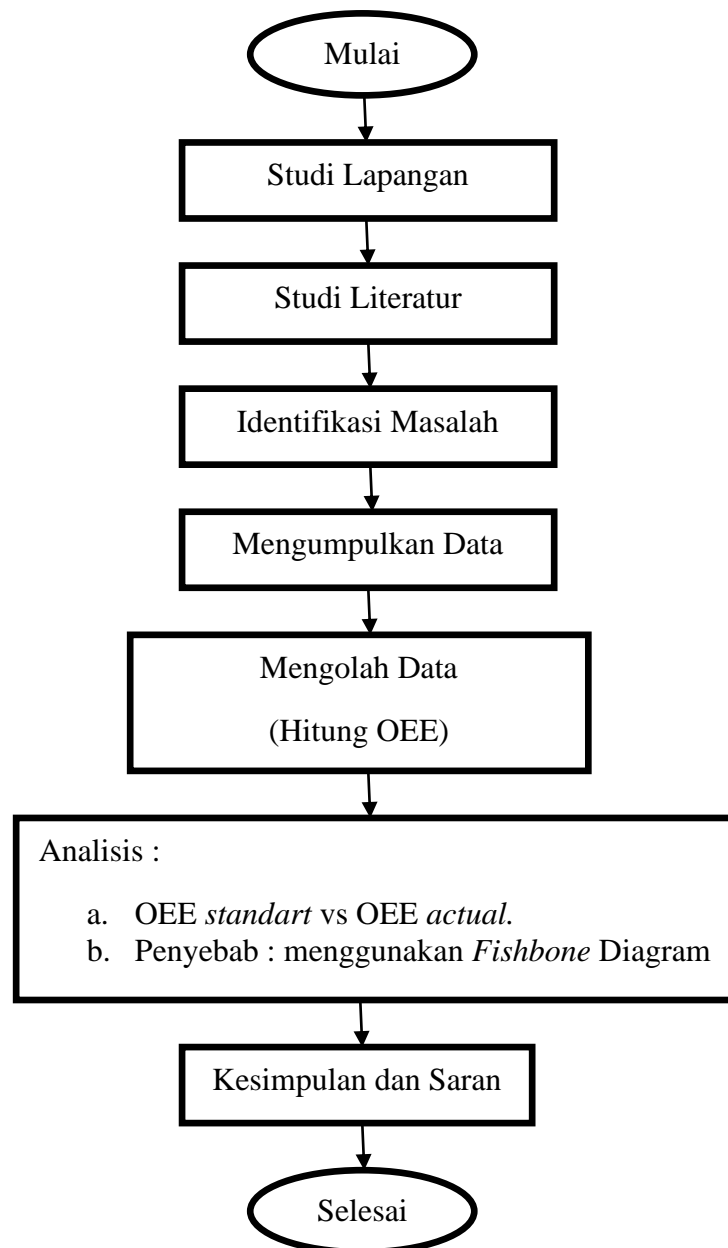 Mulai
Studi Lapangan
Studi Literatur
Identifikasi Masalah
Mengumpulkan Data
Mengolah Data
(Hitung OEE)
Analisis :
a. OEE standart vs OEE actual.
b. Penyebab : menggunakan Fishbone Diagram
Kesimpulan dan Saran
Selesai